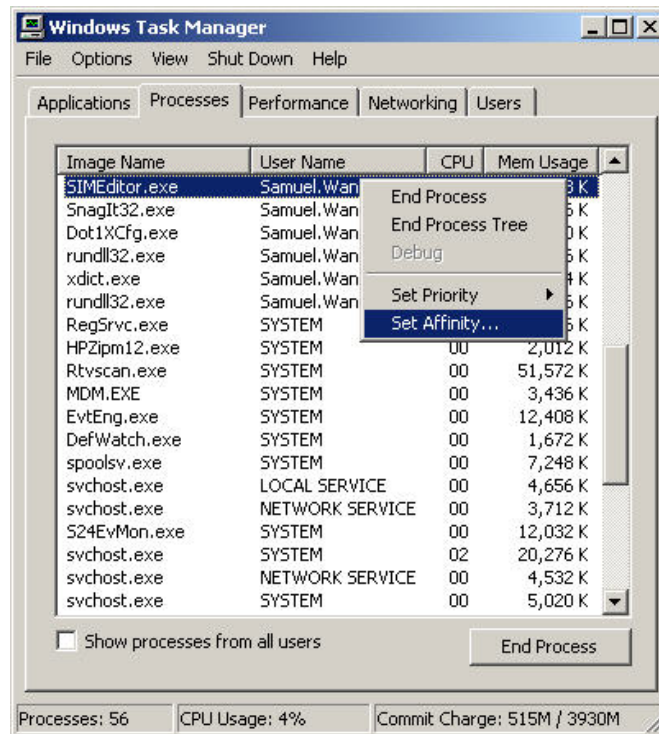 Windows Task Manager
File Options View Shut Down Help
Applications Processes Performance Networking Users
Image Name User Name CPU Mem Usage
SIMEditor.exe Samuel.Wan K
SnagIt32.exe Samuel.Wan K
Dot1XCfg.exe Samuel.Wan K
rundll32.exe Samuel.Wan K
xdict.exe Samuel.Wan K
rundll32.exe Samuel.Wan K
RegSrvc.exe SYSTEM K
End Process
End Process Tree
Debug
Set Priority
Set Affinity...
HPZipm12.exe SYSTEM 00 2,012 K
Rtvscan.exe SYSTEM 00 51,572 K
MDM.EXE SYSTEM 00 3,436 K
EvtEng.exe SYSTEM 00 12,408 K
DefWatch.exe SYSTEM 00 1,672 K
spoolsv.exe SYSTEM 00 7,248 K
svchost.exe LOCAL SERVICE 00 4,656 K
svchost.exe NETWORK SERVICE 00 3,712 K
S24EvMon.exe SYSTEM 00 12,032 K
svchost.exe SYSTEM 02 20,276 K
svchost.exe NETWORK SERVICE 00 4,532 K
svchost.exe SYSTEM 00 5,020 K
Show processes from all users
End Process
Processes: 56 CPU Usage: 4% Commit Charge: 515M / 3930M